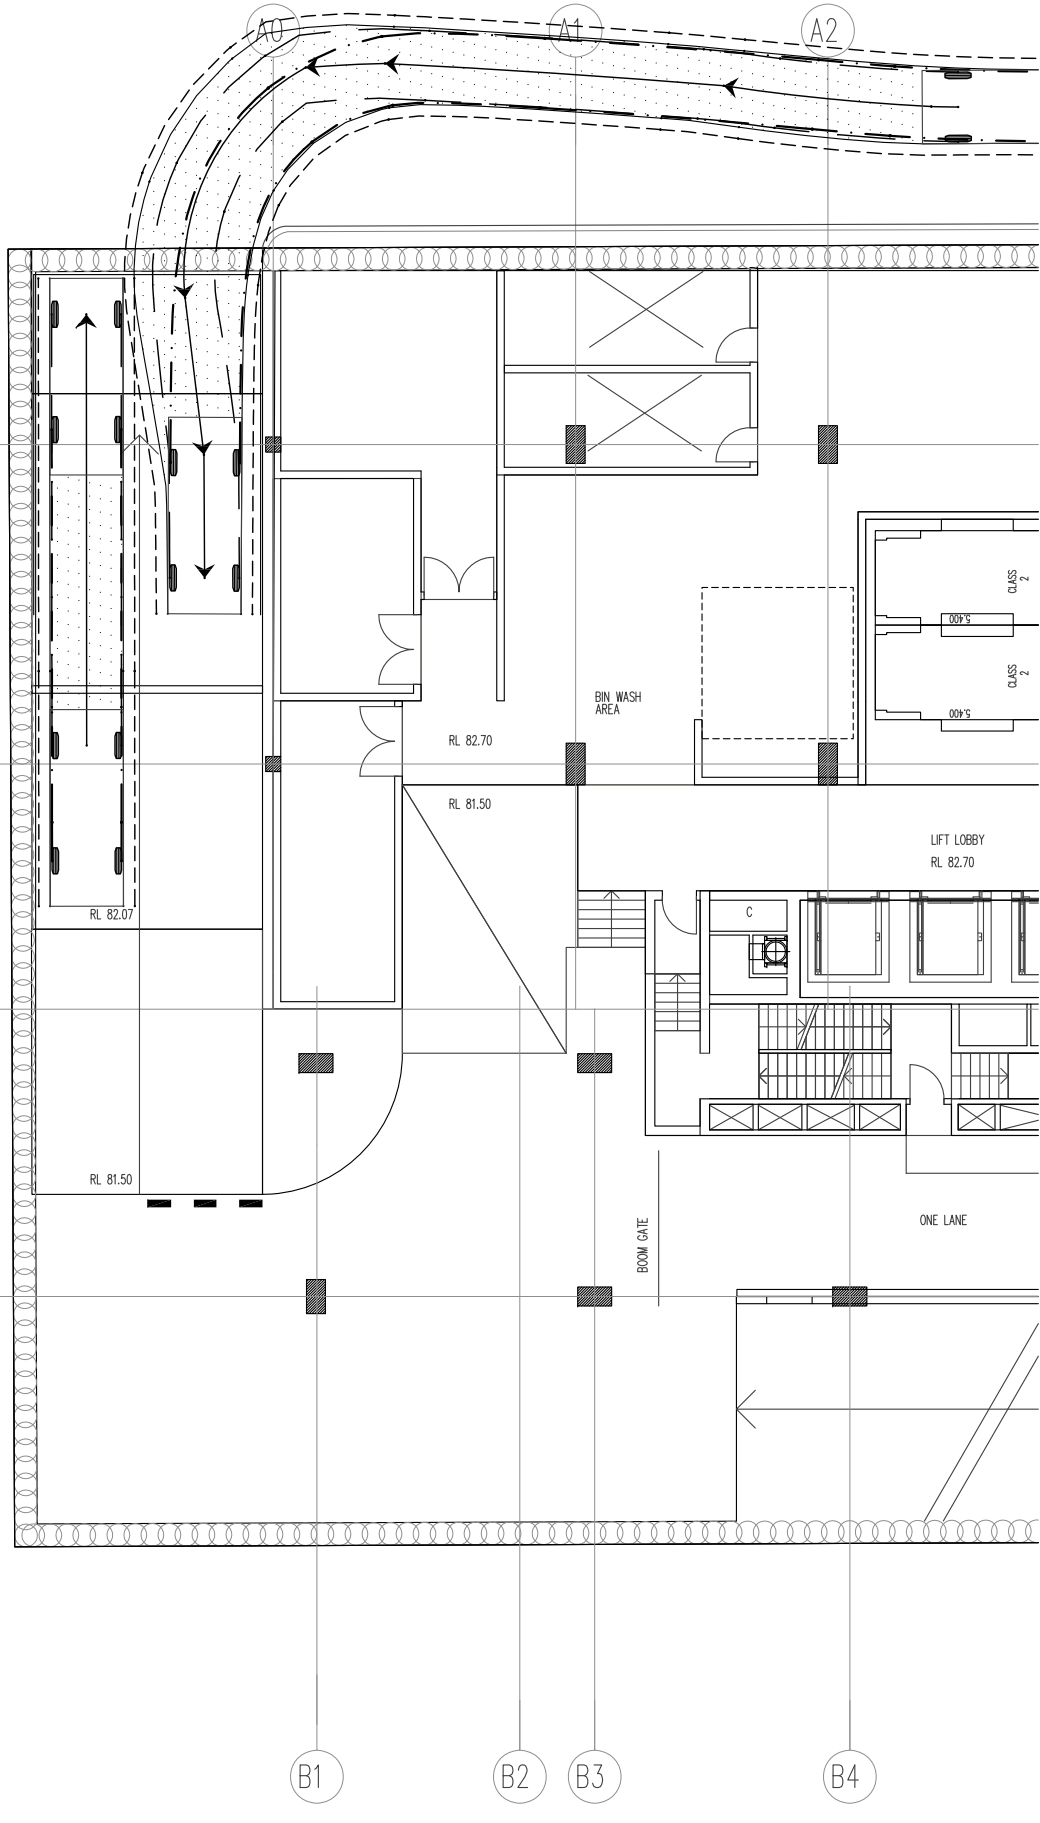 A0
A1
A2
CLASS
2
5.400
CLASS
2
5.400
BIN WASH
AREA
RL 82.70
RL 81.50
LIFT LOBBY
RL 82.70
C
RL 82.07
RL 81.50
BOOM GATE
ONE LANE
B1
B2
B3
B4